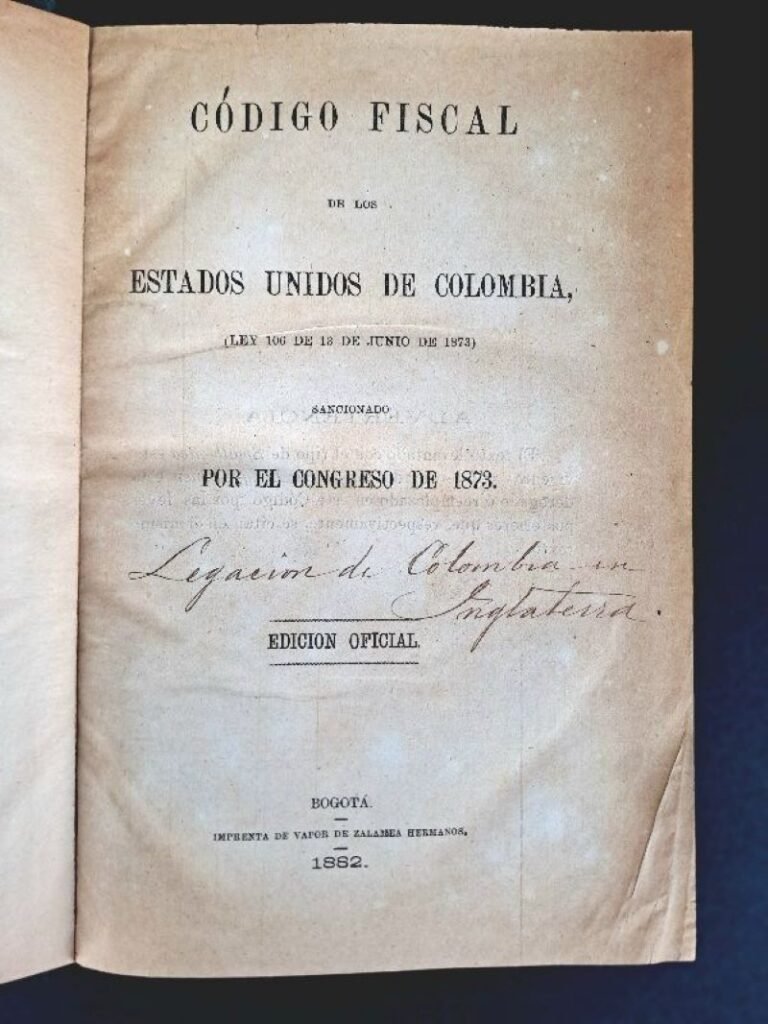 CÓDIGO FISCAL
DE LOS
ESTADOS UNIDOS DE COLOMBIA,
(LEY 106 DE 13 DE JUNIO DE 1873)
SANCIONADO
POR EL CONGRESO DE 1873.
Legacion de Colombia en
Inglaterra.
EDICION OFICIAL.
BOGOTÁ.
IMPRENTA DE VAPOR DE ZALAMEA HERMANOS,
1882.